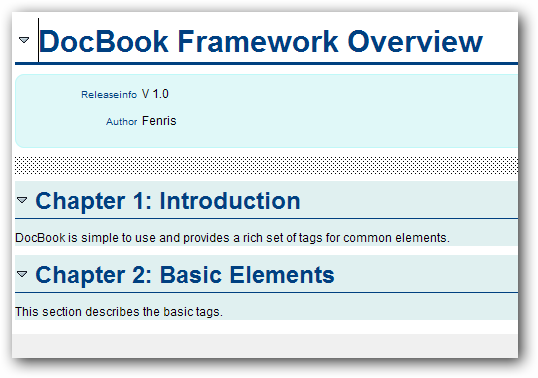 DocBook Framework Overview
Releaseinfo V 1.0
Author Fenris
Chapter 1: Introduction
DocBook is simple to use and provides a rich set of tags for common elements.
Chapter 2: Basic Elements
This section describes the basic tags.